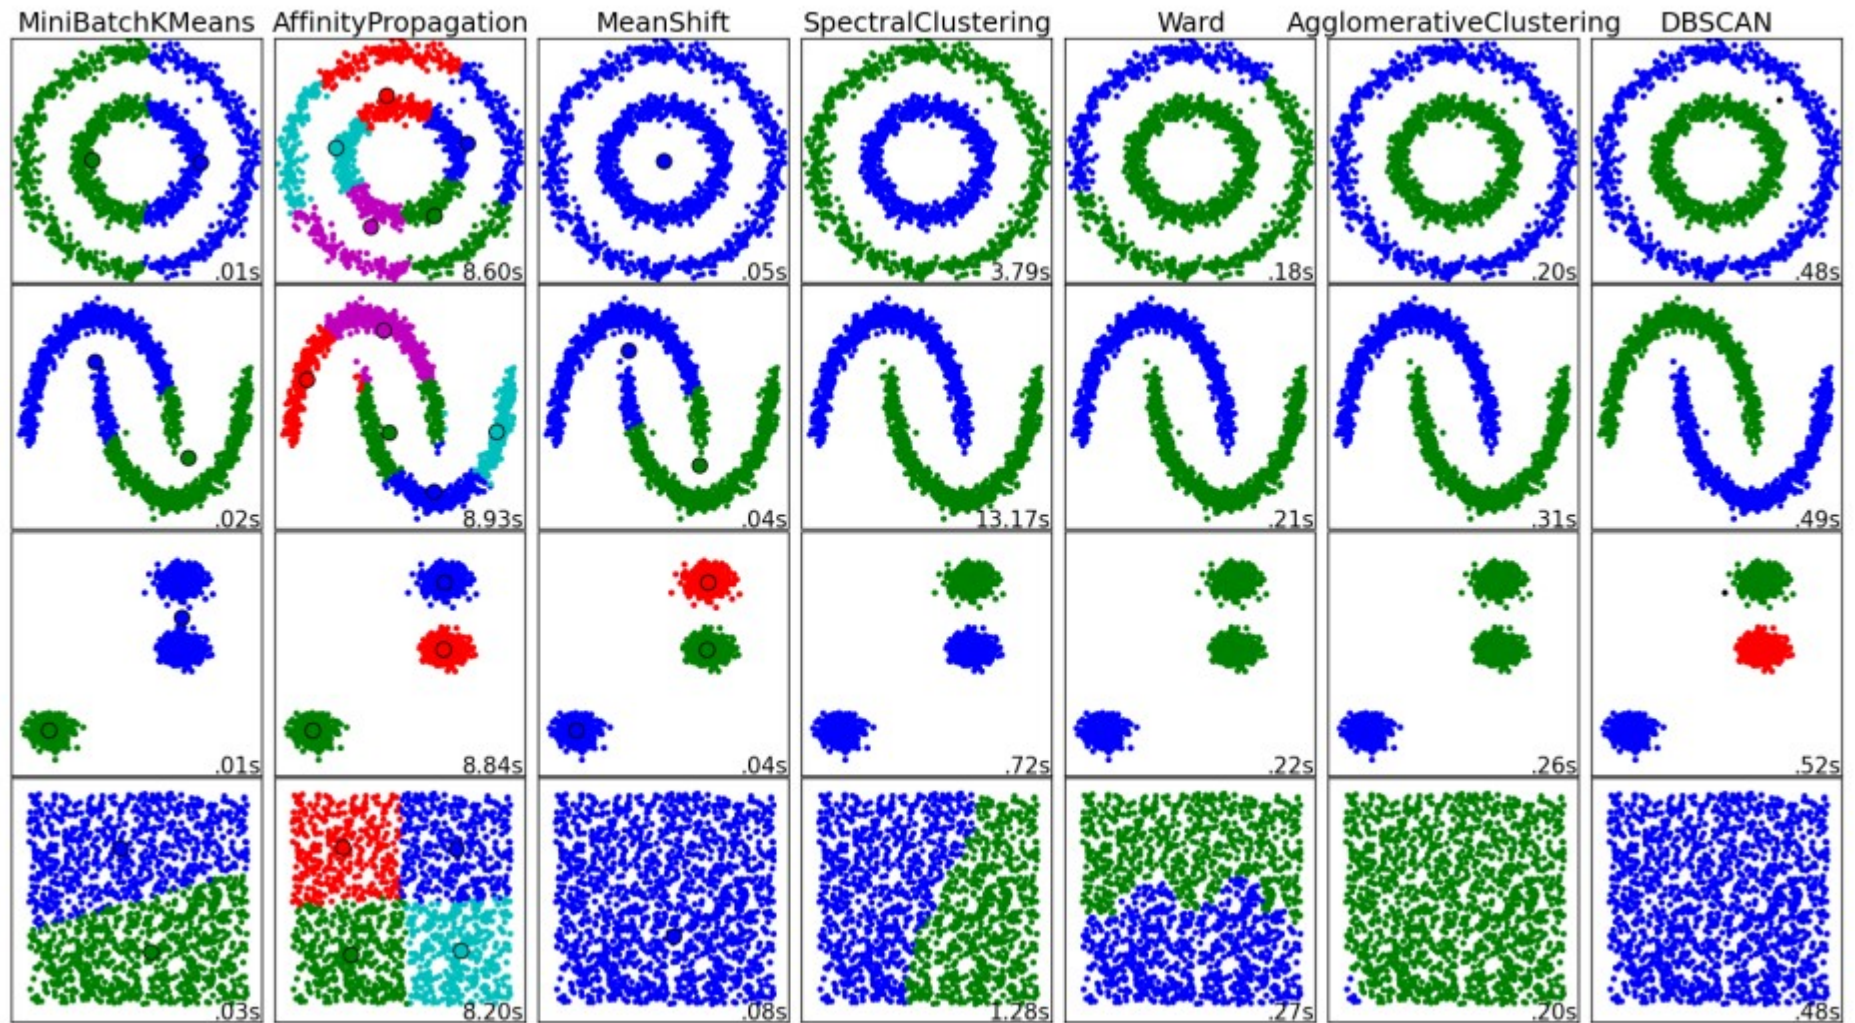 MiniBatchKMeans AffinityPropagation MeanShift SpectralClustering Ward AgglomerativeClustering DBSCAN
.01s 8.60s .05s 3.79s .18s .20s .48s
.02s 8.93s .04s 13.17s .21s .31s .49s
.01s 8.84s .04s .72s .22s .26s .52s
.03s 8.20s .08s 1.28s .27s .20s .48s